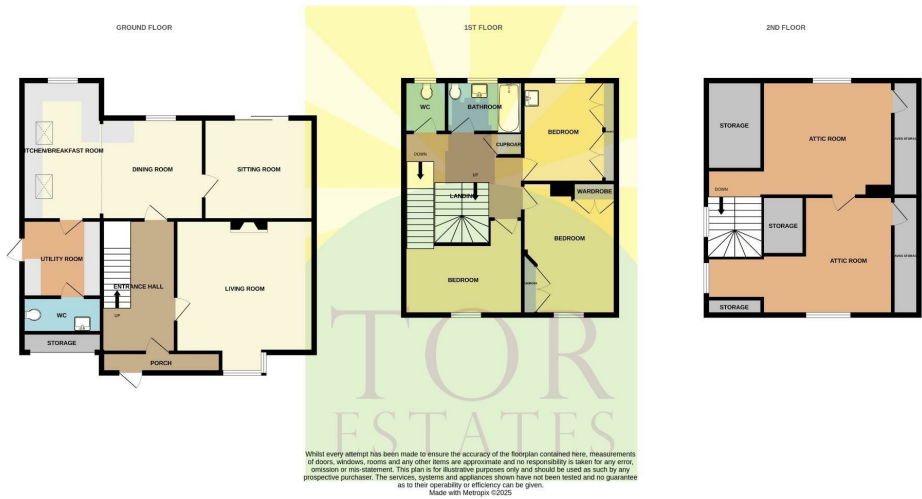 GROUND FLOOR
KITCHEN/BREAKFAST ROOM
DINING ROOM
SITTING ROOM
UTILITY ROOM
ENTRANCE HALL
LIVING ROOM
WC
UP
STORAGE
PORCH
1ST FLOOR
WC
BATHROOM
BEDROOM
CUPBOARD
DOWN
UP
WARDROBE
LANDING
BEDROOM
BEDROOM
2ND FLOOR
STORAGE
ATTIC ROOM
EAVES STORAGE
DOWN
STORAGE
ATTIC ROOM
EAVES STORAGE
STORAGE
TOR
ESTATES
Whilst every attempt has been made to ensure the accuracy of the floorplan contained here, measurements
of doors, windows, rooms and any other items are approximate and no responsibility is taken for any error,
omission or mis-statement. This plan is for illustrative purposes only and should be used as such by any
prospective purchaser. The services, systems and appliances shown have not been tested and no guarantee
as to their operability or efficiency can be given.
Made with Metropix ©2025